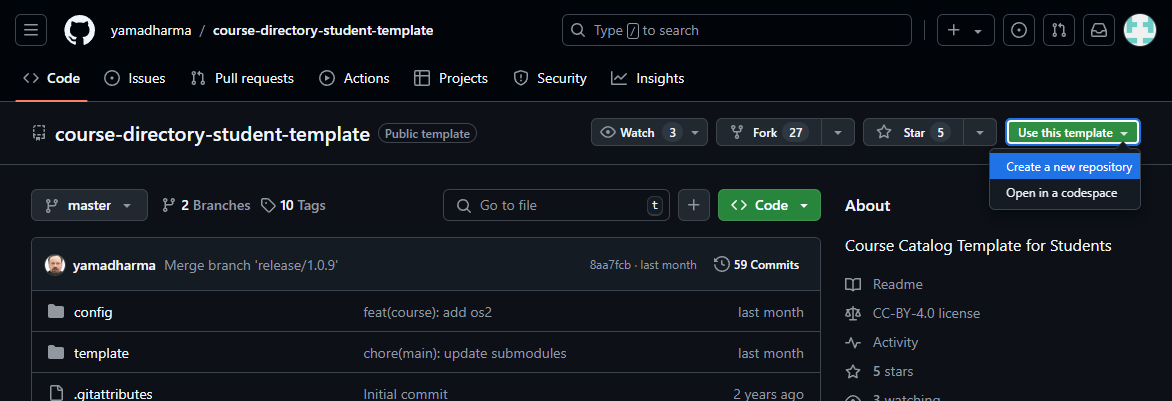 yamadharma / course-directory-student-template
Type / to search
Code
Issues
Pull requests
Actions
Projects
Security
Insights
course-directory-student-template
Public template
Watch 3
Fork 27
Star 5
Use this template
Create a new repository
Open in a codespace
master
2 Branches
10 Tags
Go to file
t
Code
About
Course Catalog Template for Students
yamadharma Merge branch 'release/1.0.9' 8aa7fcb · last month 59 Commits
config feat(course): add os2 last month
template chore(main): update submodules last month
.gitattributes Initial commit 2 years ago
Readme
CC-BY-4.0 license
Activity
5 stars
3 watching